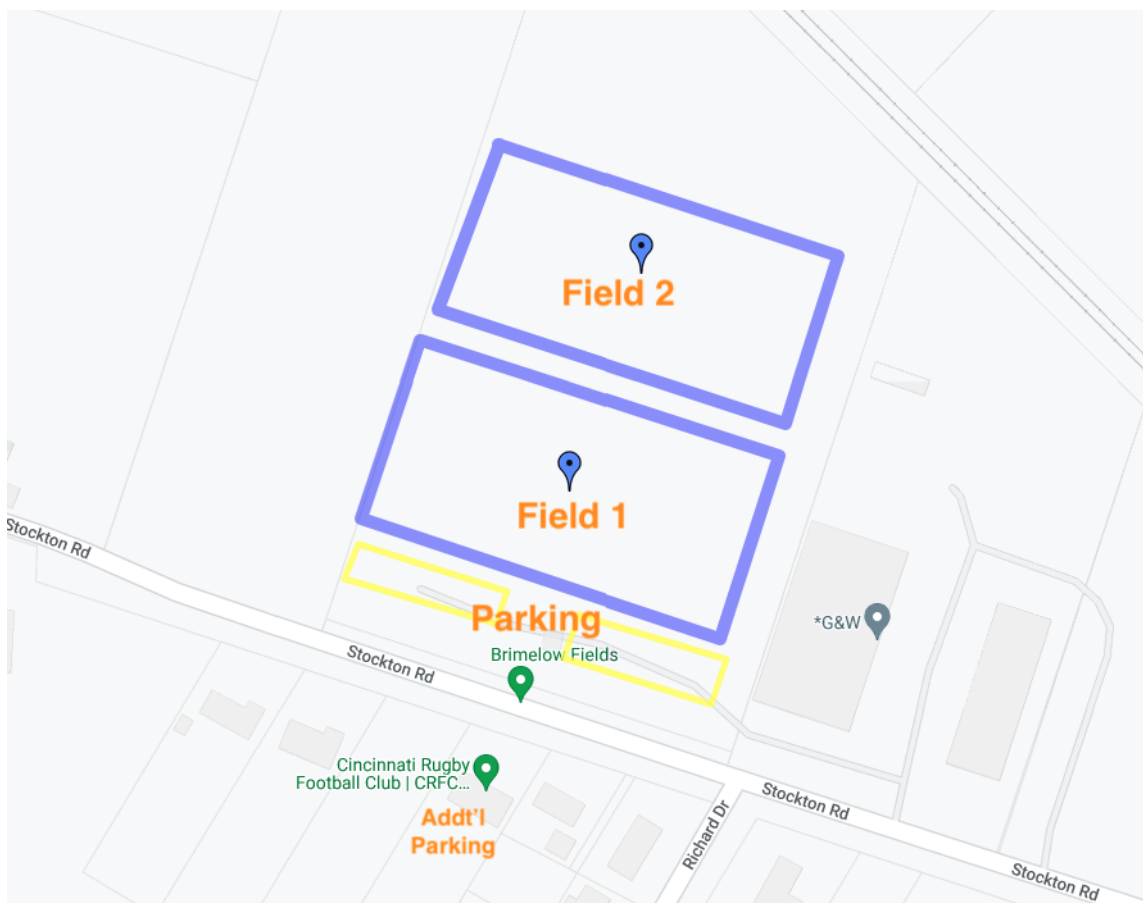 Field 2
Field 1
Stockton Rd
Parking
*G&W
Brimelow Fields
Stockton Rd
Cincinnati Rugby
Football Club | CRFC...
Stockton Rd
Addt'l
Parking
Richard Dr
Stockton Rd